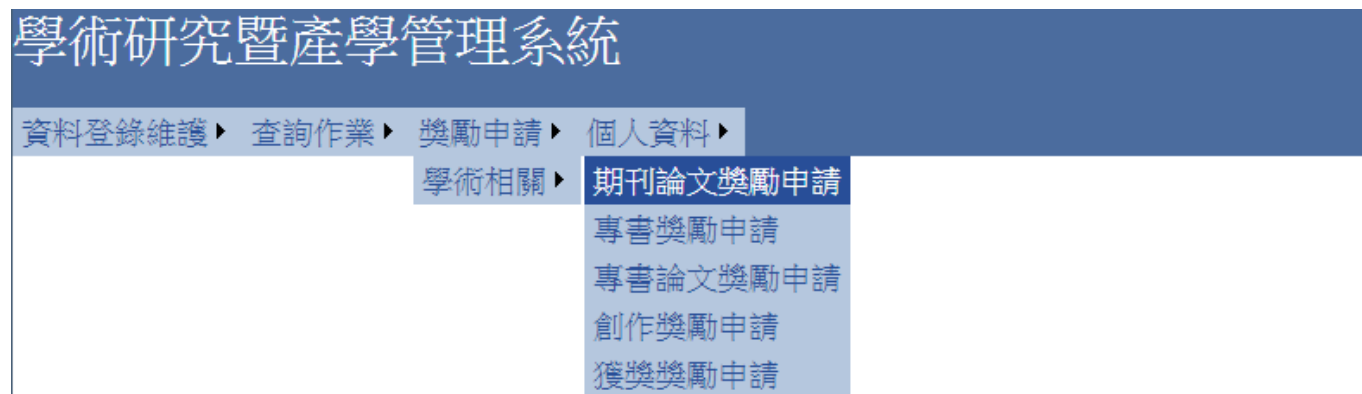 學術研究暨產學管理系統
資料登錄維護 查詢作業 獎勵申請 個人資料
學術相關 期刊論文獎勵申請
專書獎勵申請
專書論文獎勵申請
創作獎勵申請
獲獎獎勵申請